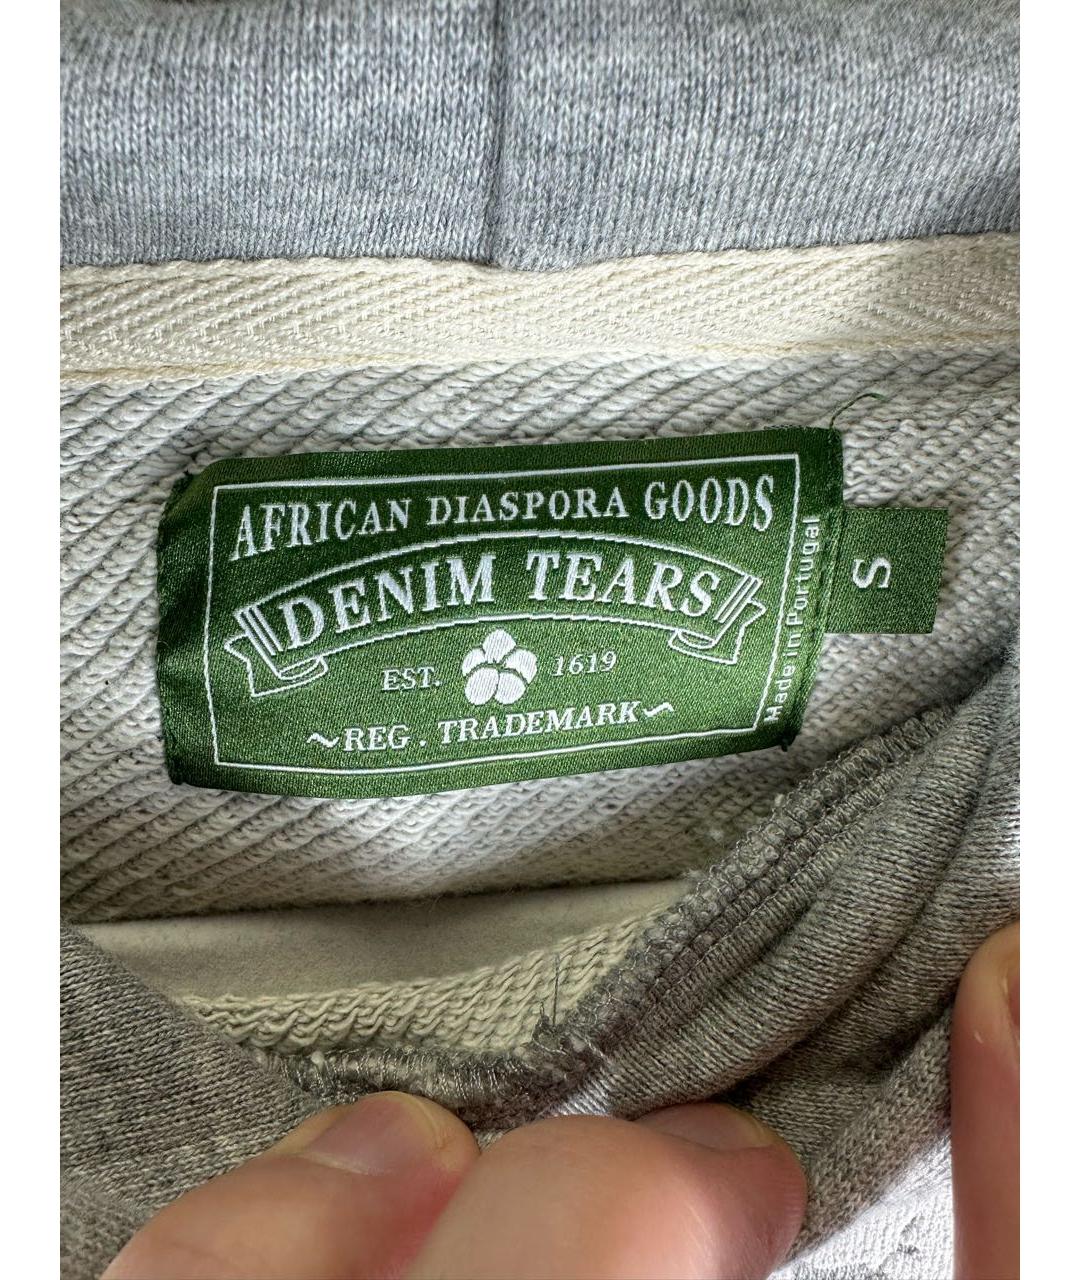 AFRICAN DIASPORA GOODS
DENIM TEARS
EST. 1619
~REG. TRADEMARK~
Made in Portugal
S